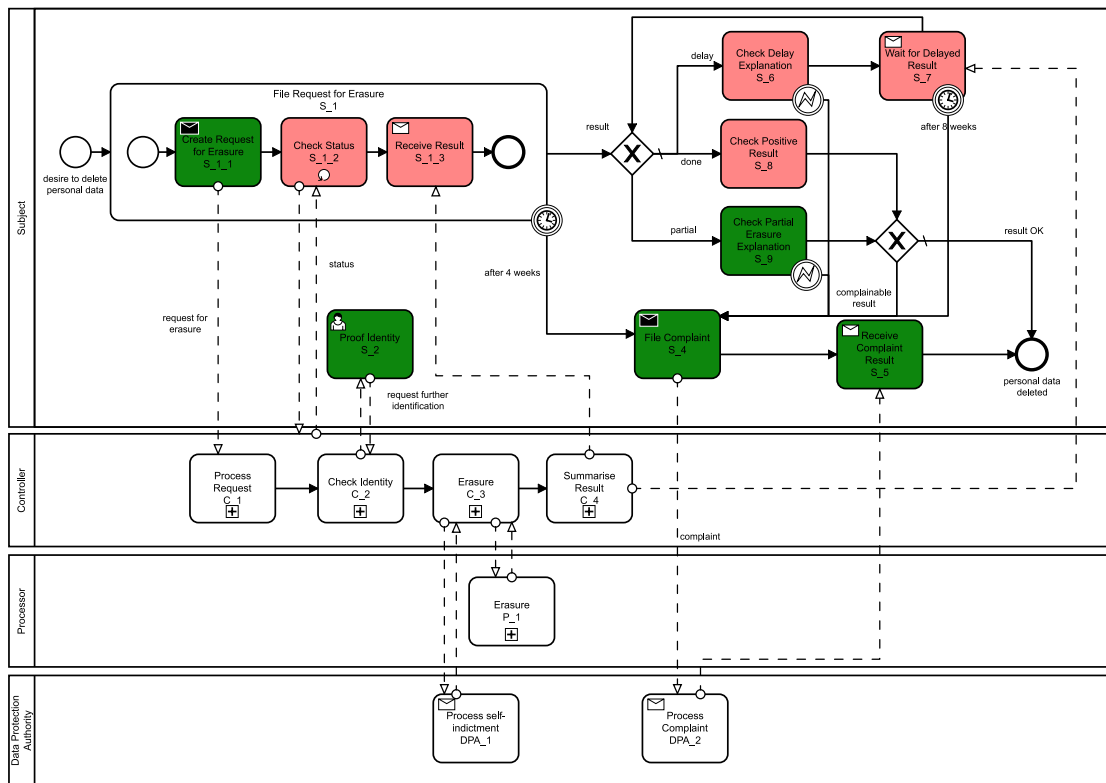 Subject
File Request for Erasure
S_1
desire to delete
personal data
Create Request
for Erasure
S_1_1
Check Status
S_1_2
Receive Result
S_1_3
after 4 weeks
result
delay
done
partial
Check Delay
Explanation
S_6
Wait for Delayed
Result
S_7
after 8 weeks
Check Positive
Result
S_8
Check Partial
Erasure
Explanation
S_9
complainable
result
result OK
request for
erasure
status
Proof Identity
S_2
request further
identification
File Complaint
S_4
Receive
Complaint
Result
S_5
personal data
deleted
Controller
Process
Request
C_1
Check Identity
C_2
Erasure
C_3
Summarise
Result
C_4
complaint
Processor
Erasure
P_1
Data Protection
Authority
Process self-
indictment
DPA_1
Process
Complaint
DPA_2